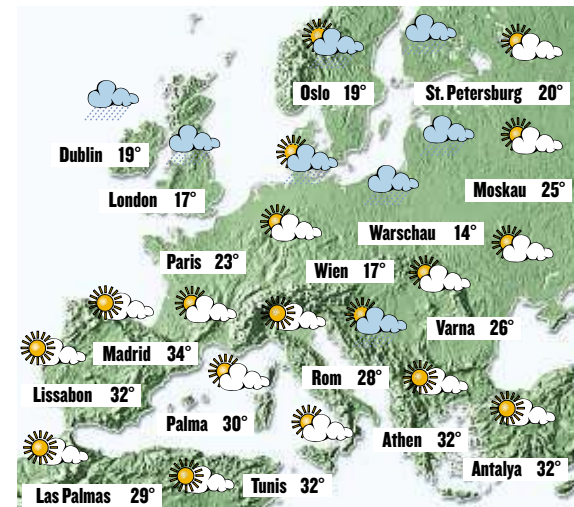 Oslo 19°
St. Petersburg 20°
Dublin 19°
Moskau 25°
London 17°
Warschau 14°
Paris 23°
Wien 17°
Varna 26°
Madrid 34°
Rom 28°
Lissabon 32°
Palma 30°
Athen 32°
Antalya 32°
Tunis 32°
Las Palmas 29°